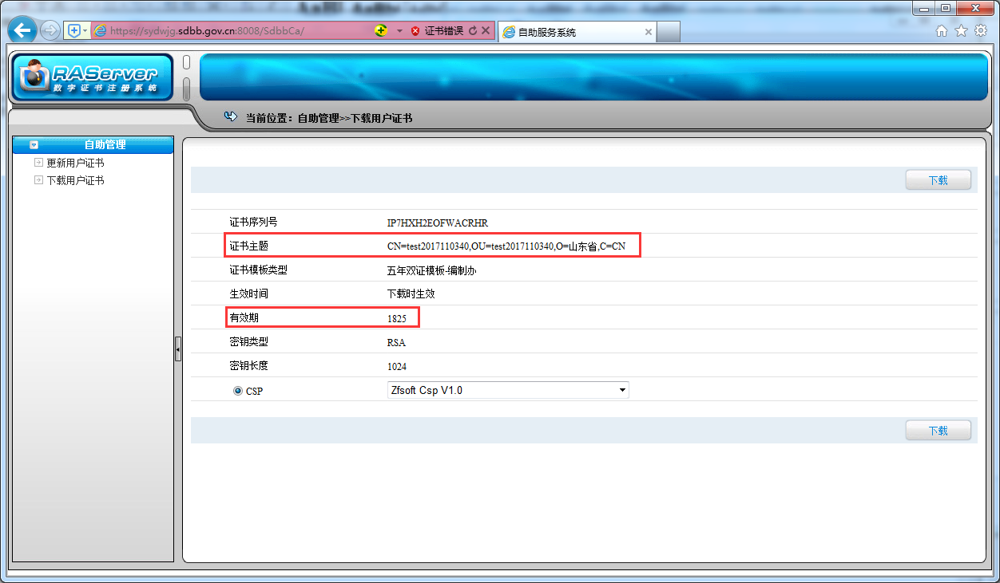 https://sydwjg.sdbb.gov.cn:8008/SdbbCa/
证书错误
自助服务系统
RAServer
数字证书注册系统
当前位置：自助管理>>下载用户证书
自助管理
更新用户证书
下载用户证书
下载
证书序列号 IP7HXH2EOFWACRHR
证书主题 CN=test2017110340,OU=test2017110340,O=山东省,C=CN
证书模板类型 五年双证模板-编制办
生效时间 下载时生效
有效期 1825
密钥类型 RSA
密钥长度 1024
CSP Zfsoft Csp V1.0
下载